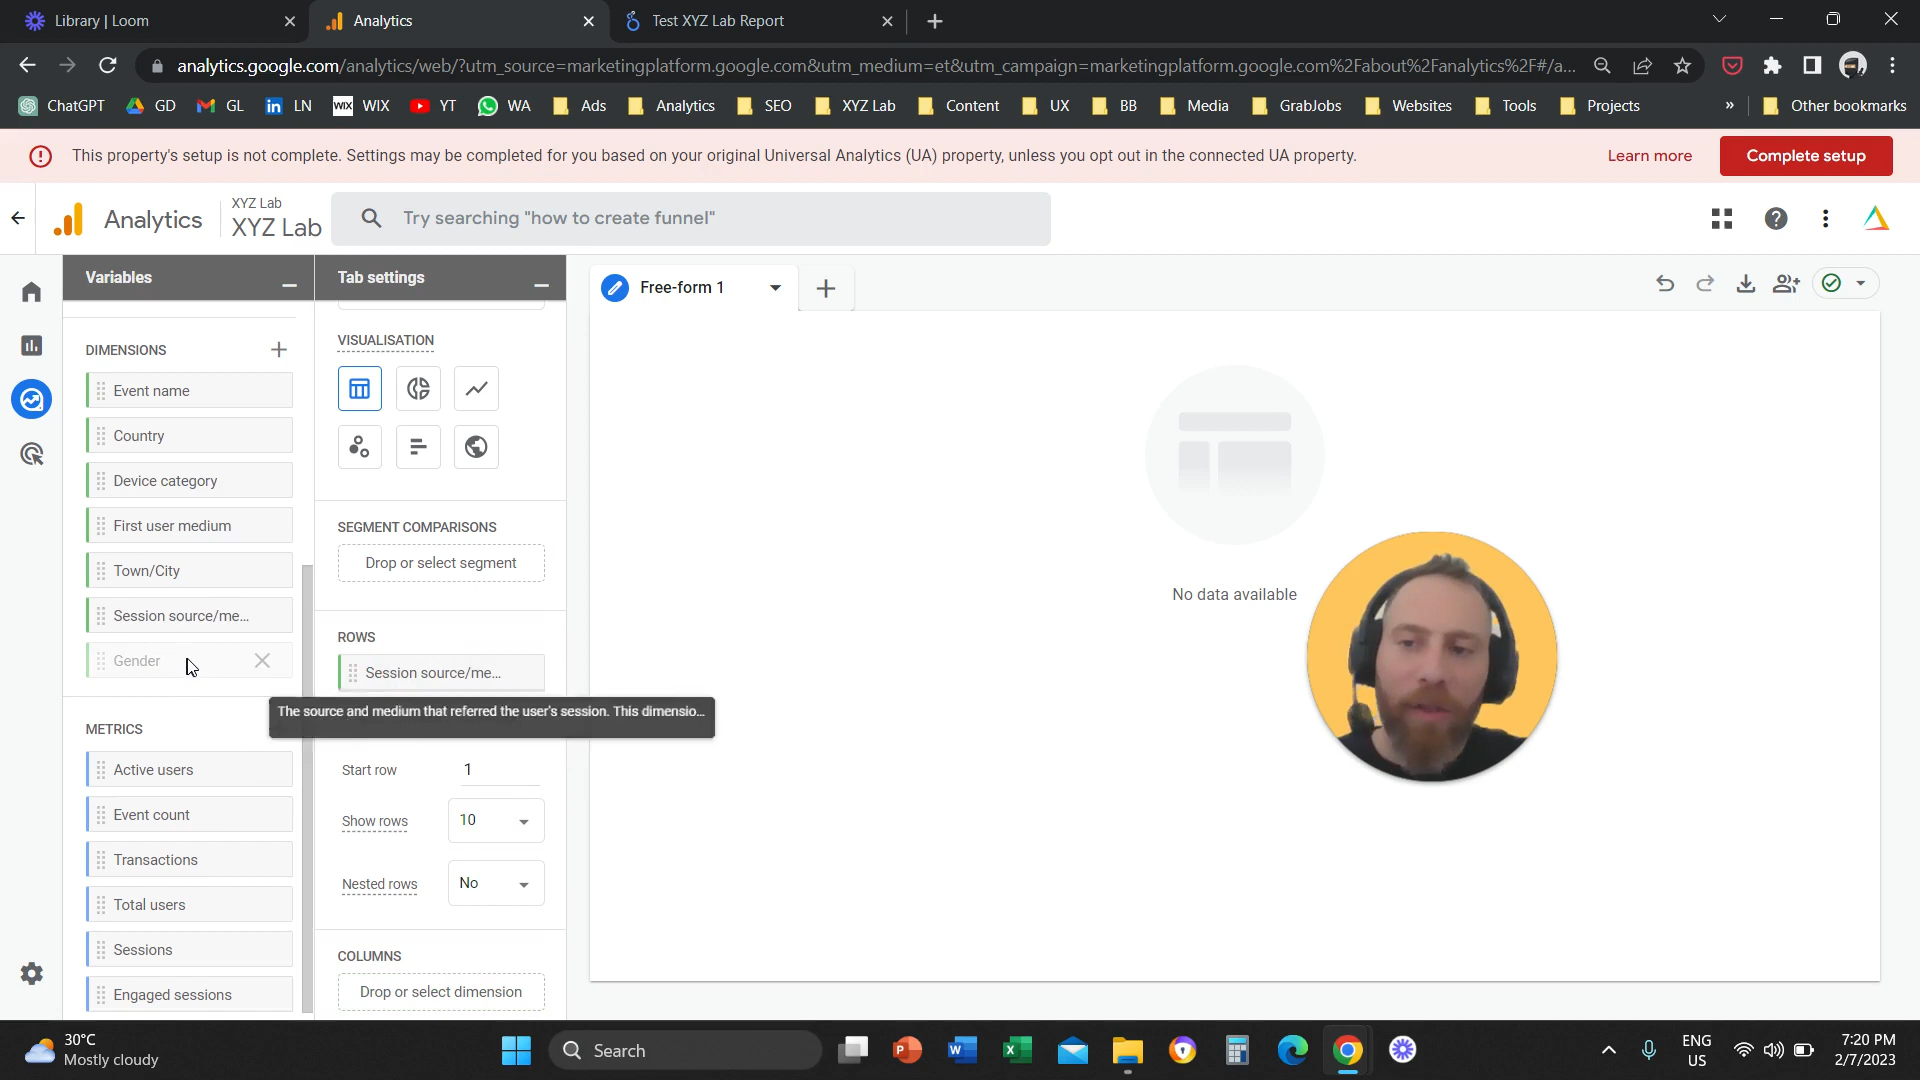 Library | Loom
Analytics
Test XYZ Lab Report
analytics.google.com/analytics/web/?utm_source=marketingplatform.google.com&utm_medium=et&utm_campaign=marketingplatform.google.com%2Fabout%2Fanalytics%2F#/a...
ChatGPT
GD
GL
LN
WIX
WIX
YT
WA
Ads
Analytics
SEO
XYZ Lab
Content
UX
BB
Media
GrabJobs
Websites
Tools
Projects
»
Other bookmarks
This property's setup is not complete. Settings may be completed for you based on your original Universal Analytics (UA) property, unless you opt out in the connected UA property.
Learn more
Complete setup
Analytics
XYZ Lab
XYZ Lab
Try searching "how to create funnel"
Variables
DIMENSIONS
Event name
Country
Device category
First user medium
Town/City
Session source/me...
Gender
METRICS
Active users
Event count
Transactions
Total users
Sessions
Engaged sessions
Tab settings
VISUALISATION
SEGMENT COMPARISONS
Drop or select segment
ROWS
Session source/me...
The source and medium that referred the user's session. This dimensio...
Start row
1
Show rows
10
Nested rows
No
COLUMNS
Drop or select dimension
Free-form 1
No data available
30°C
Mostly cloudy
Search
ENG
US
7:20 PM
2/7/2023